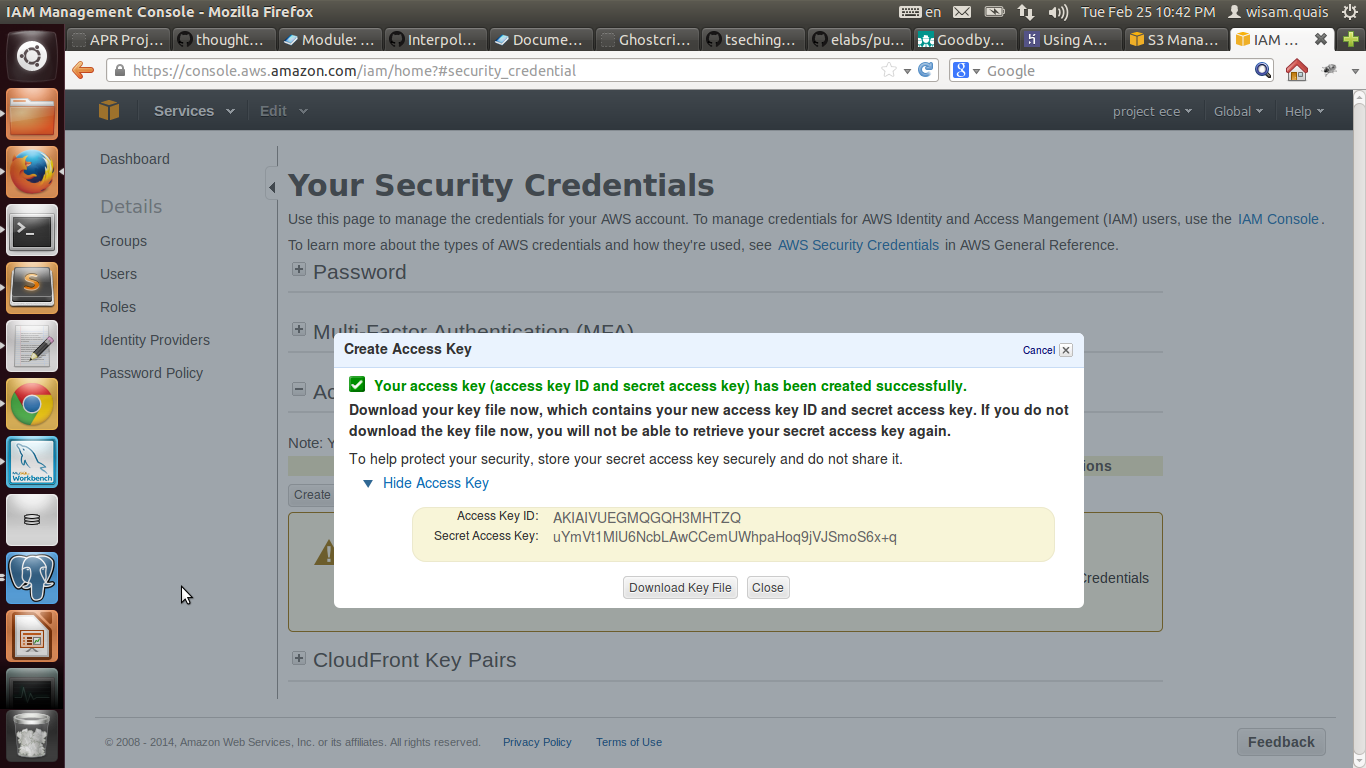 IAM Management Console - Mozilla Firefox
en
Tue Feb 25 10:42 PM
wisam.quais
APR Proj...
thought...
Module: ...
Interpol...
Docume...
Ghostcri...
tseching...
elabs/pu...
Goodby...
Using A...
S3 Mana...
IAM ...
https://console.aws.amazon.com/iam/home?#security_credential
Google
Services
Edit
project ece
Global
Help
Dashboard
Details
Groups
Users
Roles
Identity Providers
Password Policy
Your Security Credentials
Use this page to manage the credentials for your AWS account. To manage credentials for AWS Identity and Access Mangement (IAM) users, use the IAM Console.
To learn more about the types of AWS credentials and how they're used, see AWS Security Credentials in AWS General Reference.
Password
Multi-Factor Authentication (MFA)
Ac
Note: Y
ions
Create
Credentials
Create Access Key
Cancel
Your access key (access key ID and secret access key) has been created successfully.
Download your key file now, which contains your new access key ID and secret access key. If you do not
download the key file now, you will not be able to retrieve your secret access key again.
To help protect your security, store your secret access key securely and do not share it.
Hide Access Key
Access Key ID: [redacted credential]
Secret Access Key: [redacted credential]
Download Key File
Close
CloudFront Key Pairs
© 2008 - 2014, Amazon Web Services, Inc. or its affiliates. All rights reserved.
Privacy Policy
Terms of Use
Feedback
MySQL
Workbench